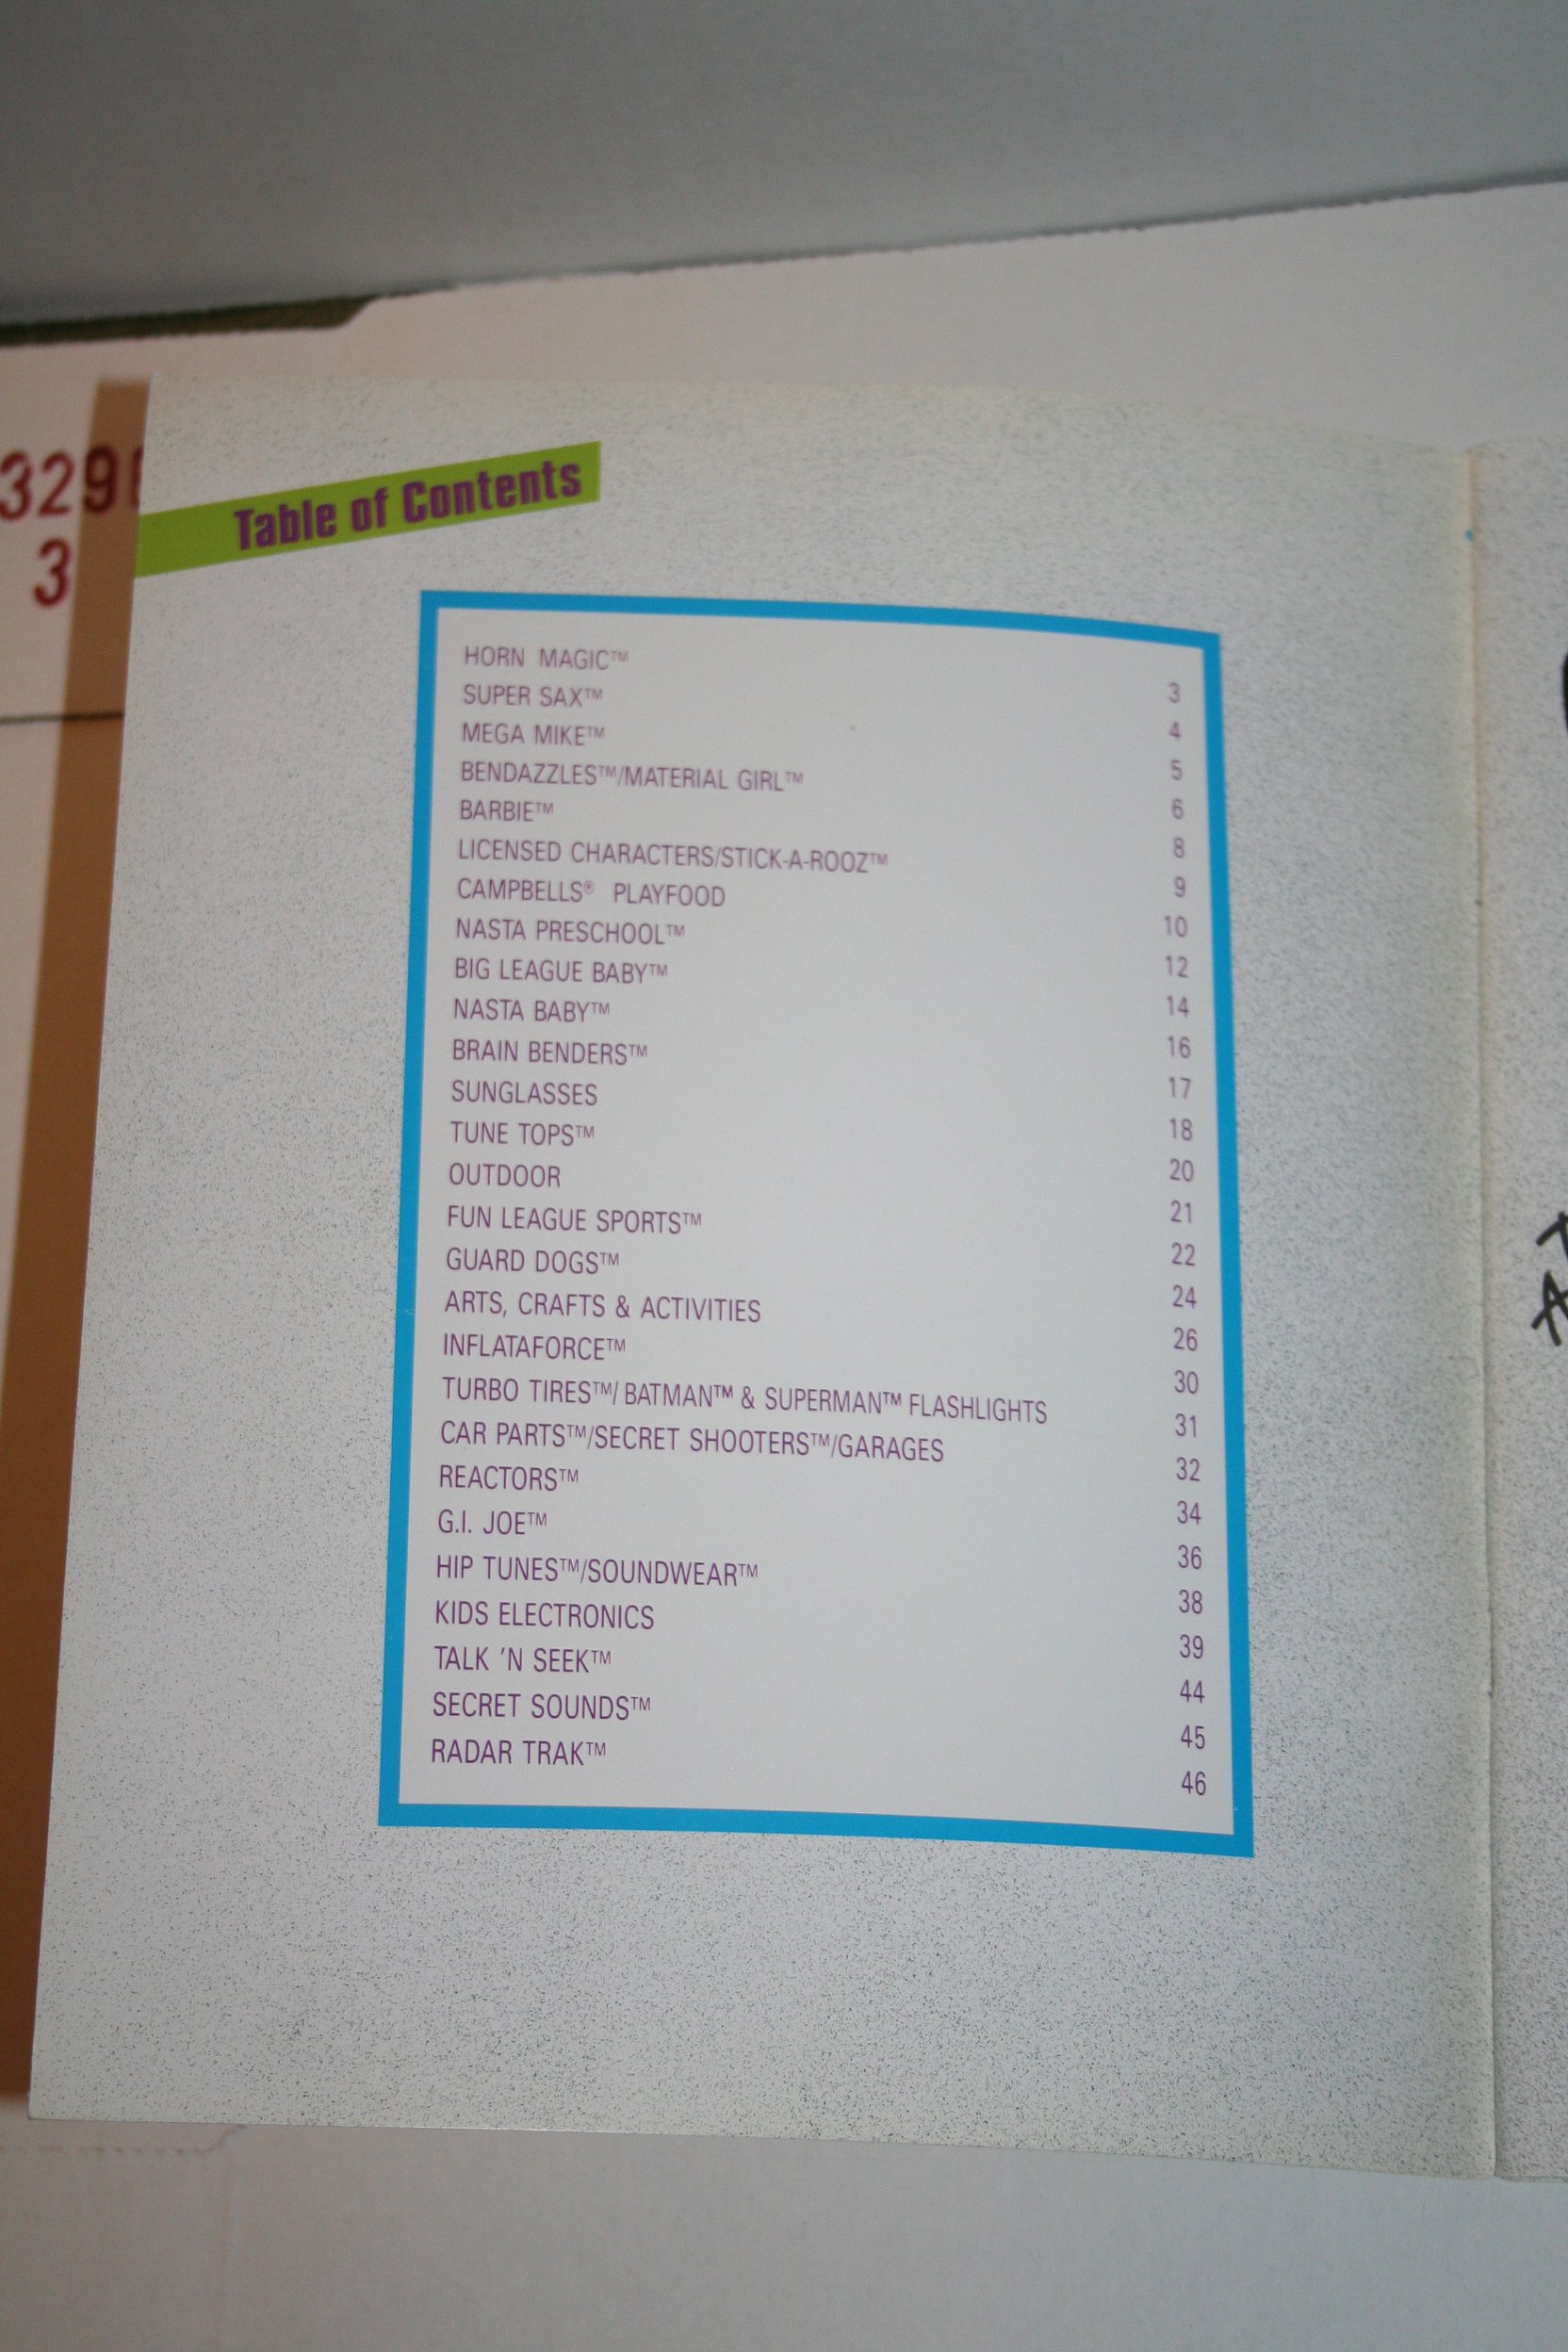 3298
3
Table of Contents
HORN MAGIC™ 3
SUPER SAX™ 4
MEGA MIKE™ 5
BENDAZZLES™/MATERIAL GIRL™ 6
BARBIE™ 8
LICENSED CHARACTERS/STICK-A-ROOZ™ 9
CAMPBELLS® PLAYFOOD 10
NASTA PRESCHOOL™ 12
BIG LEAGUE BABY™ 14
NASTA BABY™ 16
BRAIN BENDERS™ 17
SUNGLASSES 18
TUNE TOPS™ 20
OUTDOOR 21
FUN LEAGUE SPORTS™ 22
GUARD DOGS™ 24
ARTS, CRAFTS & ACTIVITIES 26
INFLATAFORCE™ 30
TURBO TIRES™/ BATMAN™ & SUPERMAN™ FLASHLIGHTS 31
CAR PARTS™/SECRET SHOOTERS™/GARAGES 32
REACTORS™ 34
G.I. JOE™ 36
HIP TUNES™/SOUNDWEAR™ 38
KIDS ELECTRONICS 39
TALK 'N SEEK™ 44
SECRET SOUNDS™ 45
RADAR TRAK™ 46